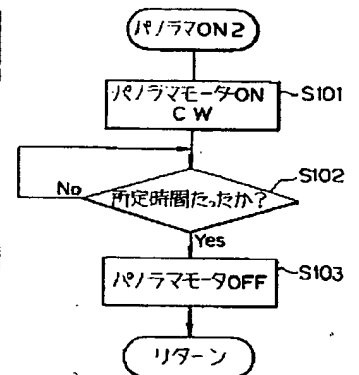 パノラマON2
パノラマモータON
CW
S101
所定時間たったか?
S102
No
Yes
パノラマモータOFF
S103
リターン